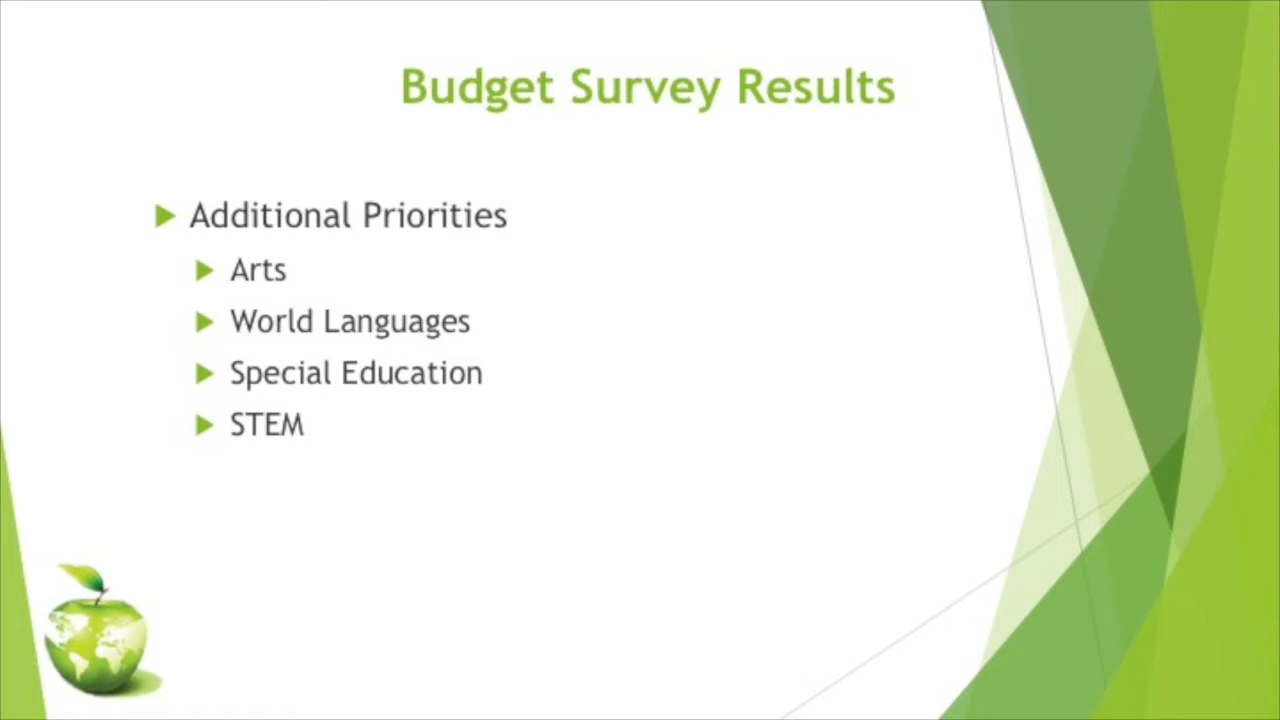 Budget Survey Results
Additional Priorities
Arts
World Languages
Special Education
STEM